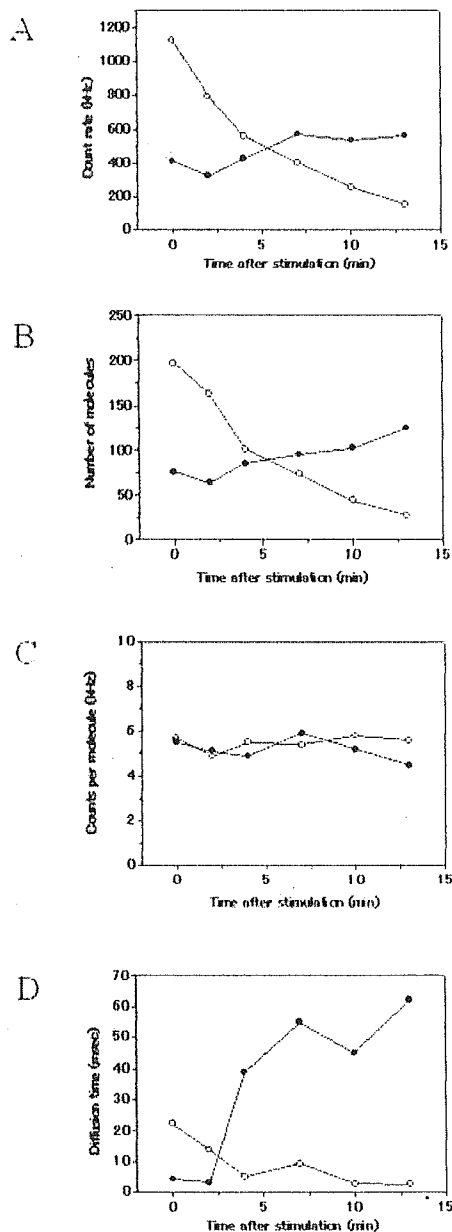 A
1200
1000
800
600
400
200
0
Count rate (kHz)
0 5 10 15
Time after stimulation (min)
B
250
200
150
100
50
0
Number of molecules
0 5 10 15
Time after stimulation (min)
C
10
8
6
4
2
0
Counts per molecule (kHz)
0 5 10 15
Time after stimulation (min)
D
70
60
50
40
30
20
10
0
Diffusion time (msec)
0 5 10 15
Time after stimulation (min)